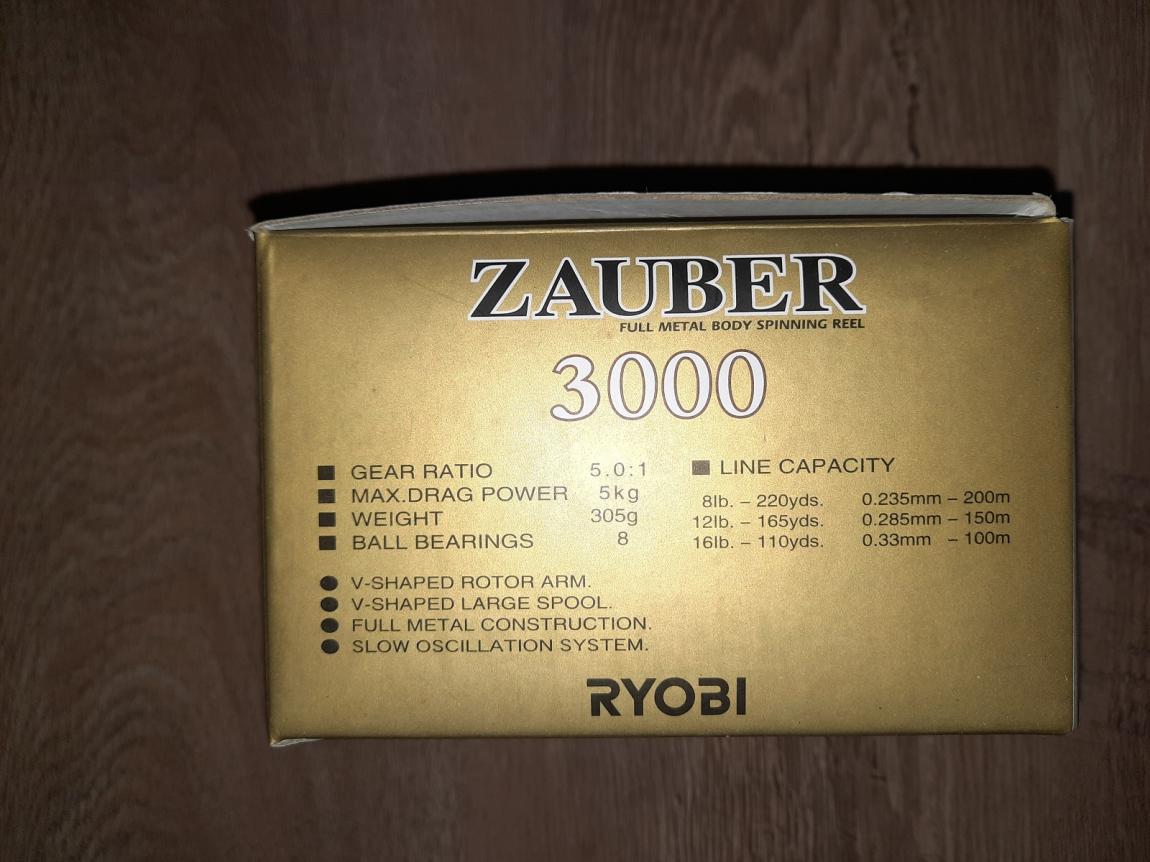 ZAUBER
FULL METAL BODY SPINNING REEL
3000
■ GEAR RATIO 5.0:1
■ MAX.DRAG POWER 5kg
■ WEIGHT 305g
■ BALL BEARINGS 8
■ LINE CAPACITY
8lb. – 220yds. 0.235mm – 200m
12lb. – 165yds. 0.285mm – 150m
16lb. – 110yds. 0.33mm – 100m
● V-SHAPED ROTOR ARM.
● V-SHAPED LARGE SPOOL.
● FULL METAL CONSTRUCTION.
● SLOW OSCILLATION SYSTEM.
RYOBI